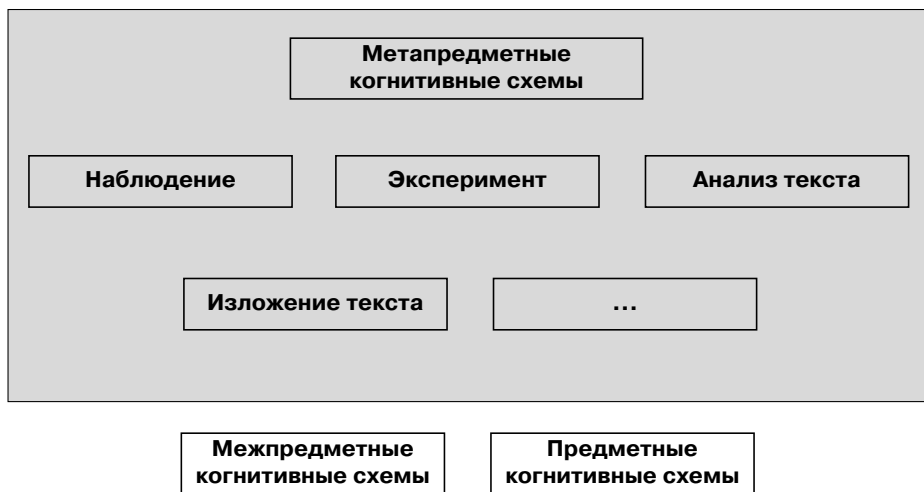 Метапредметные
когнитивные схемы
Наблюдение
Эксперимент
Анализ текста
Изложение текста
...
Межпредметные
когнитивные схемы
Предметные
когнитивные схемы